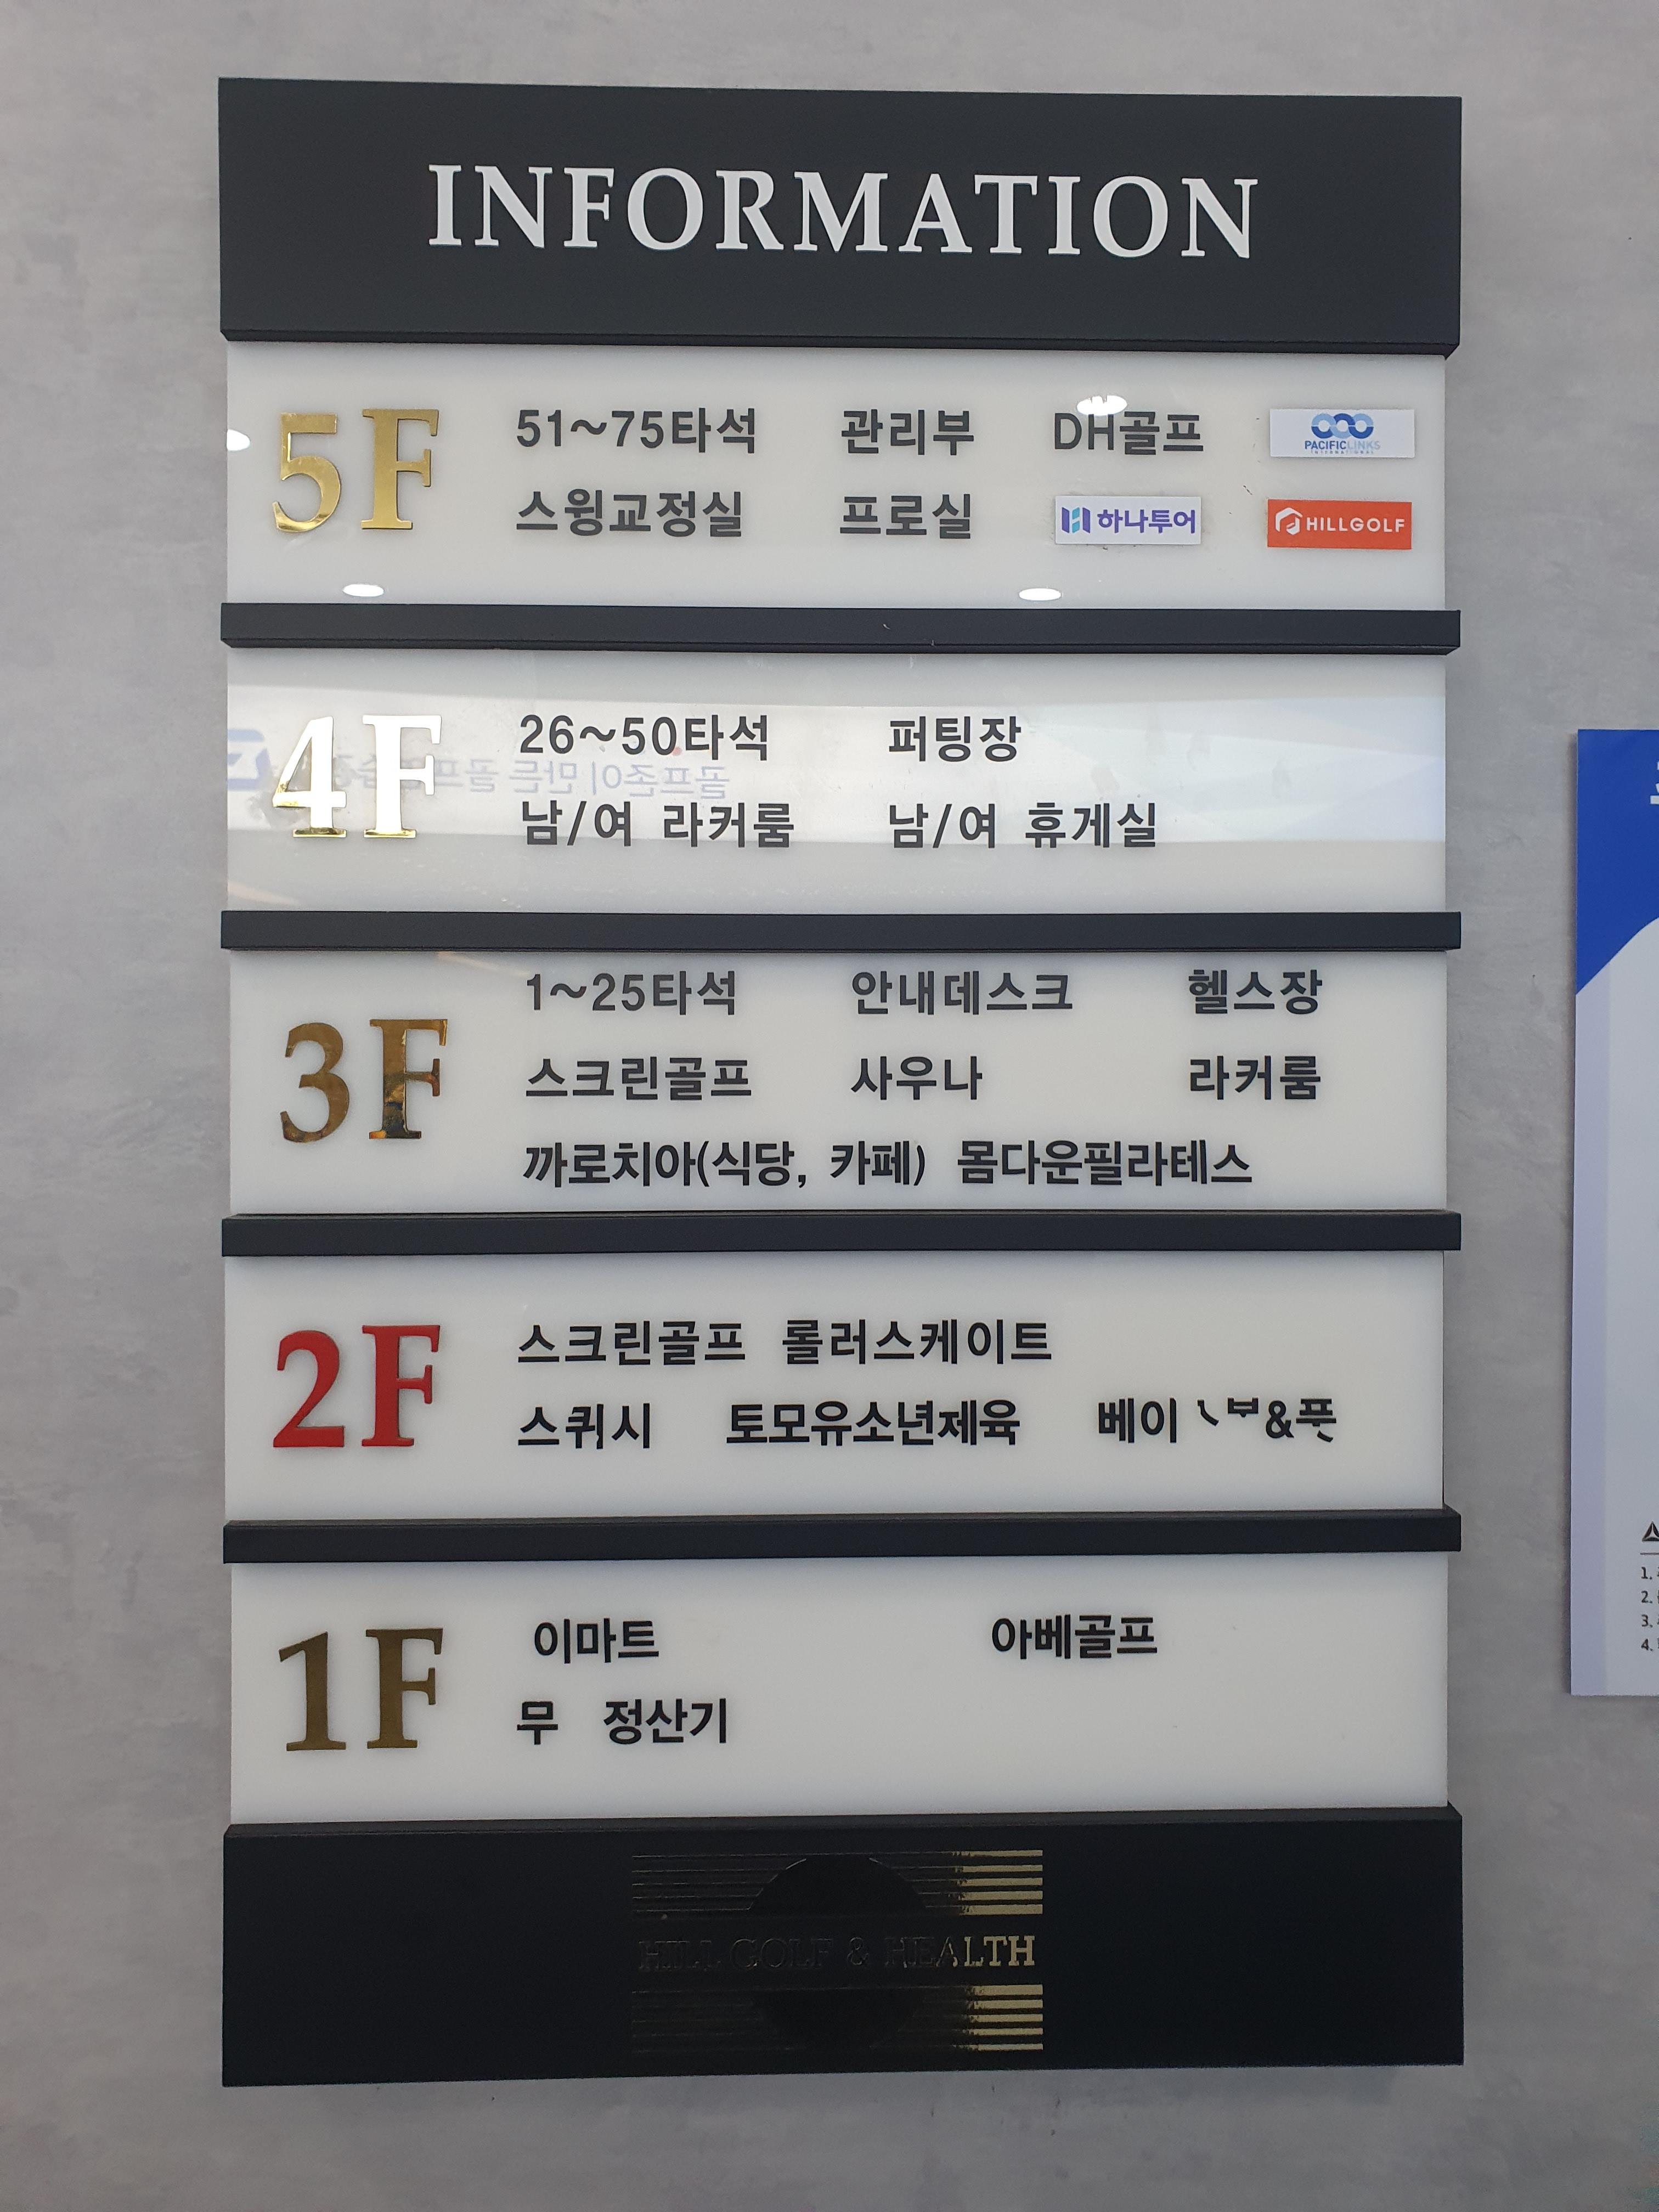 INFORMATION
5F
51~75타석 관리부 DH골프 PACIFICLINKS INTERNATIONAL
스윙교정실 프로실 하나투어 HILLGOLF
4F
26~50타석 퍼팅장
남/여 라커룸 남/여 휴게실
3F
1~25타석 안내데스크 헬스장
스크린골프 사우나 라커룸
까로치아(식당, 카페) 몸다운필라테스
2F
스크린골프 롤러스케이트
스퀴시 토모유소년체육
1F
이마트 아베골프
무 정산기
HILL GOLF & HEALTH
1.
2.
3.
4.